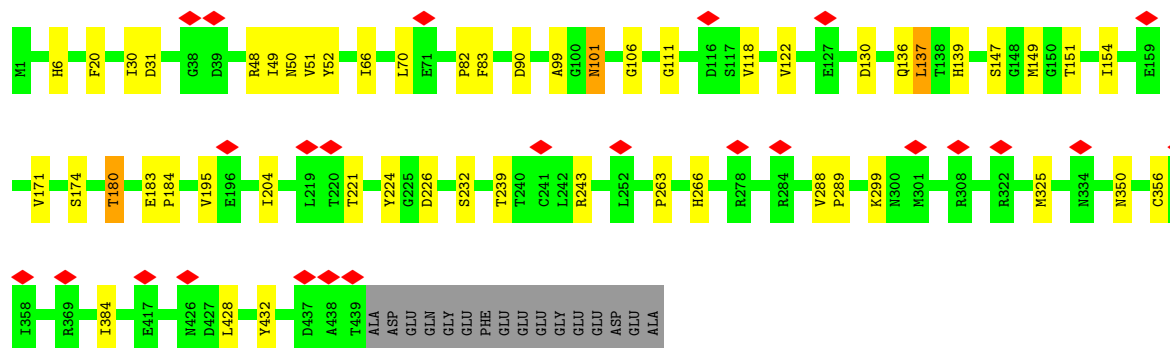 M1 H6 F20 I30 D31 G38 D39 R48 I49 N50 V51 Y52 I66 L70 E71 P82 F83 D90 A99 G100 N101 G106 G111 D116 S117 V118 V122 E127 D130 Q136 L137 T138 H139 S147 G148 M149 G150 T151 I154 E159
V171 S174 T180 E183 P184 V195 E196 I204 L219 T220 T221 Y224 G225 D226 S232 T239 T240 C241 L242 R243 L252 P263 H266 R278 R284 V288 P289 K299 N300 M301 R308 R322 M325 N334 N350 C356
I358 R369 I384 E417 N426 D427 L428 Y432 D437 A438 T439 ALA ASP GLU GLN GLY GLU PHE GLU GLU GLU GLY GLU GLU ASP GLU ALA